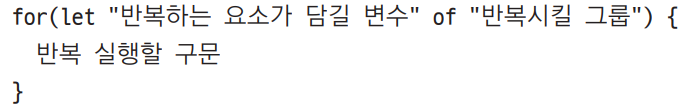 for(let "반복하는 요소가 담길 변수" of "반복시킬 그룹") {
  반복 실행할 구문
}